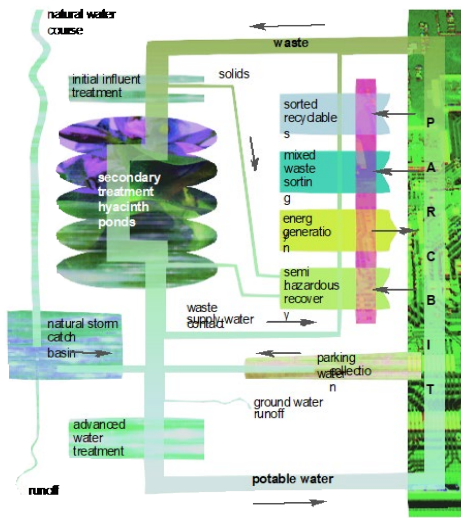 natural water
course
waste
initial influent
treatment
solids
sorted
recyclable
s
mixed
waste
sortin
g
energ
y
generatio
n
semi
hazardous
recover
y
secondary
treatment
hyacinth
ponds
waste
supply water
contact
natural storm
catch
basin
parking
water
collectio
n
ground water
runoff
advanced
water
treatment
runoff
potable water
P
A
R
C
B
I
T